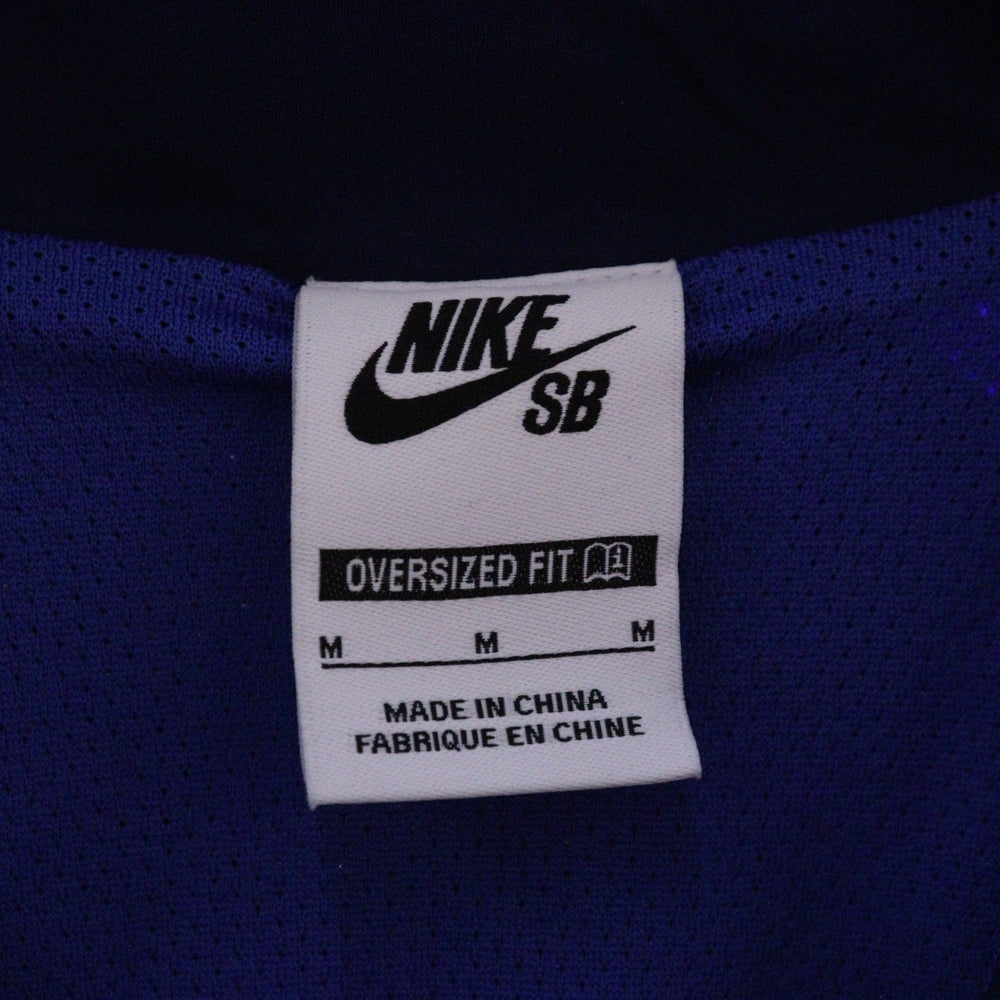 NIKE
SB
OVERSIZED FIT
M M M
MADE IN CHINA
FABRIQUE EN CHINE